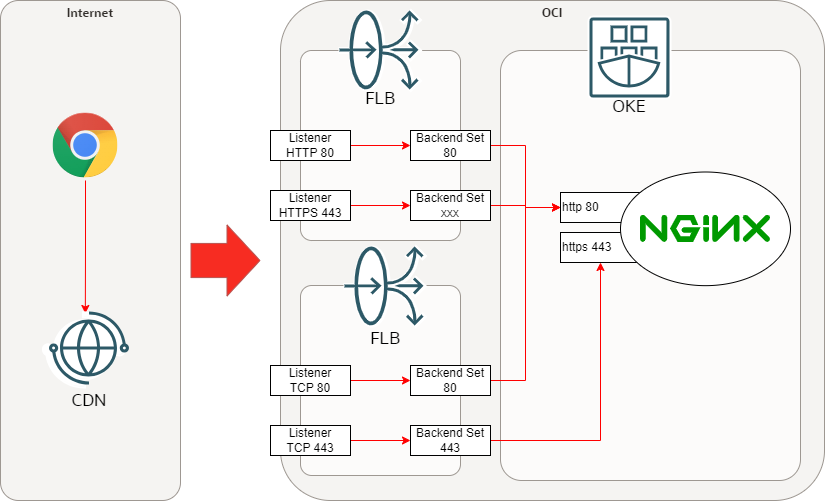 Internet
OCI
FLB
OKE
Listener
HTTP 80
Backend Set
80
Listener
HTTPS 443
Backend Set
xxx
http 80
https 443
NGiNX
FLB
Listener
TCP 80
Backend Set
80
Listener
TCP 443
Backend Set
443
CDN